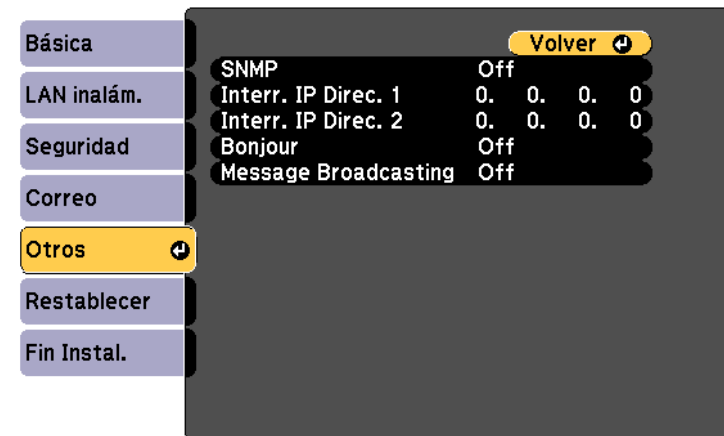 Básica
LAN inalám.
Seguridad
Correo
Otros
Restablecer
Fin Instal.
Volver
SNMP Off
Interr. IP Direc. 1 0. 0. 0. 0
Interr. IP Direc. 2 0. 0. 0. 0
Bonjour Off
Message Broadcasting Off